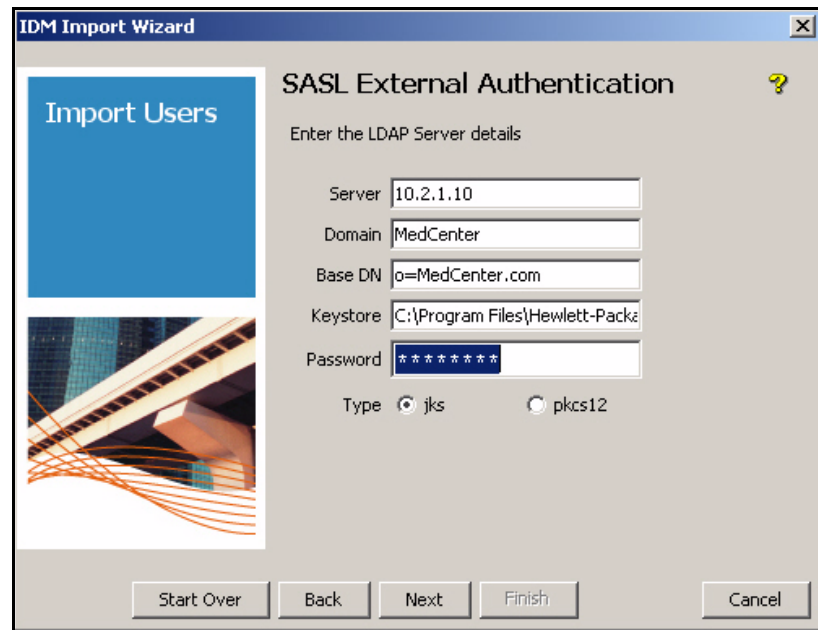 IDM Import Wizard
Import Users
SASL External Authentication
?
Enter the LDAP Server details
Server 10.2.1.10
Domain MedCenter
Base DN o=MedCenter.com
Keystore C:\Program Files\Hewlett-Packa
Password ********
Type jks pkcs12
Start Over Back Next Finish Cancel